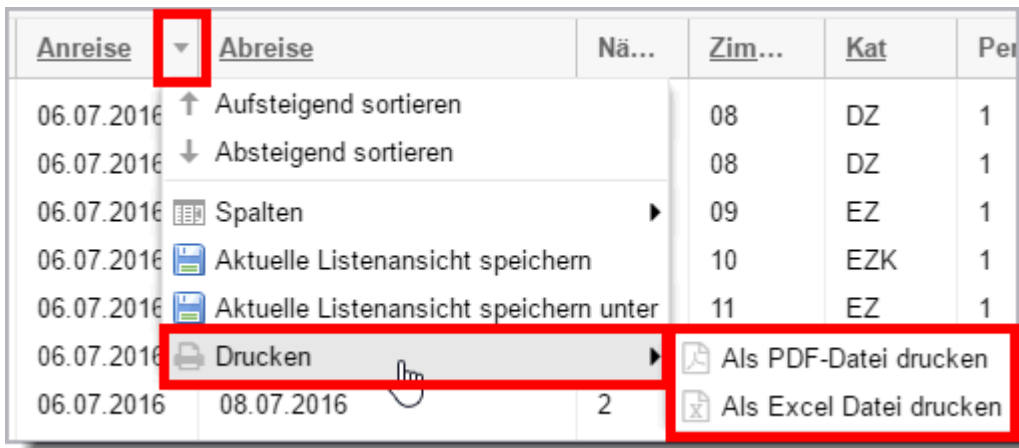 Anreise Abreise Nä... Zim... Kat Per
06.07.2016 Aufsteigend sortieren 08 DZ 1
06.07.2016 Absteigend sortieren 08 DZ 1
06.07.2016 Spalten 09 EZ 1
06.07.2016 Aktuelle Listenansicht speichern 10 EZK 1
06.07.2016 Aktuelle Listenansicht speichern unter 11 EZ 1
06.07.2016 Drucken Als PDF-Datei drucken
06.07.2016 08.07.2016 2 Als Excel Datei drucken